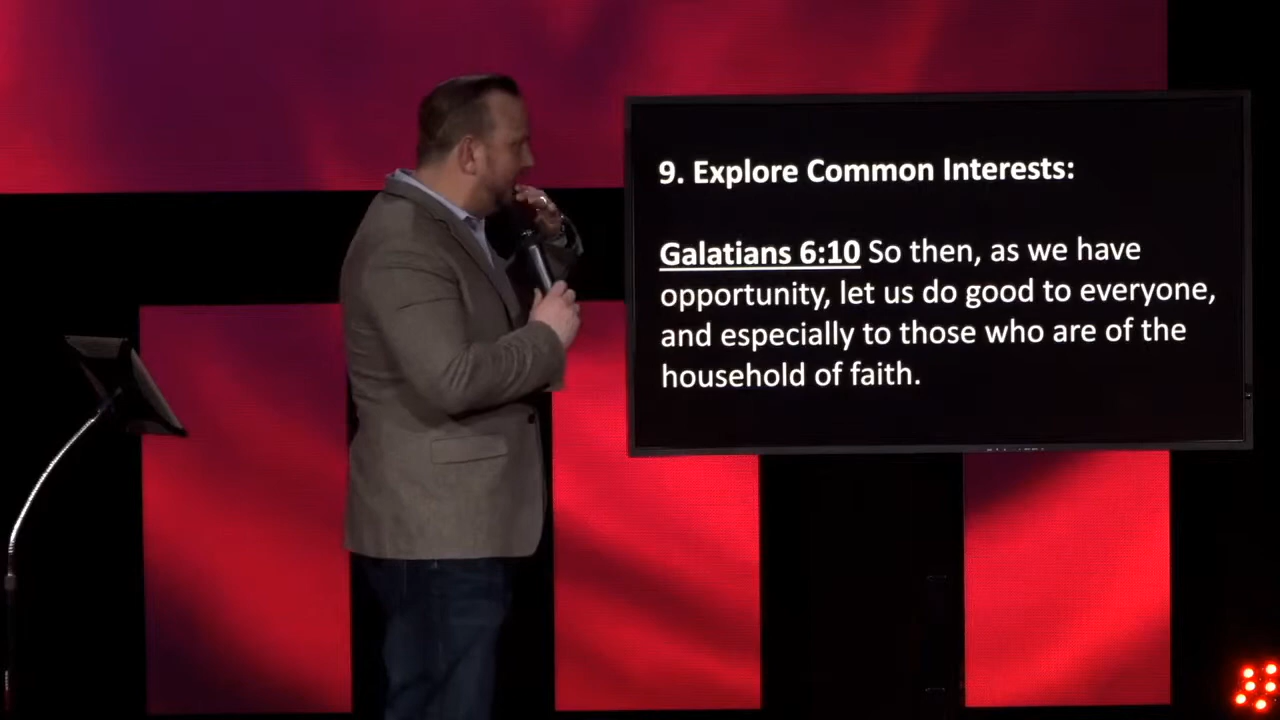 9. Explore Common Interests:
Galatians 6:10 So then, as we have
opportunity, let us do good to everyone,
and especially to those who are of the
household of faith.